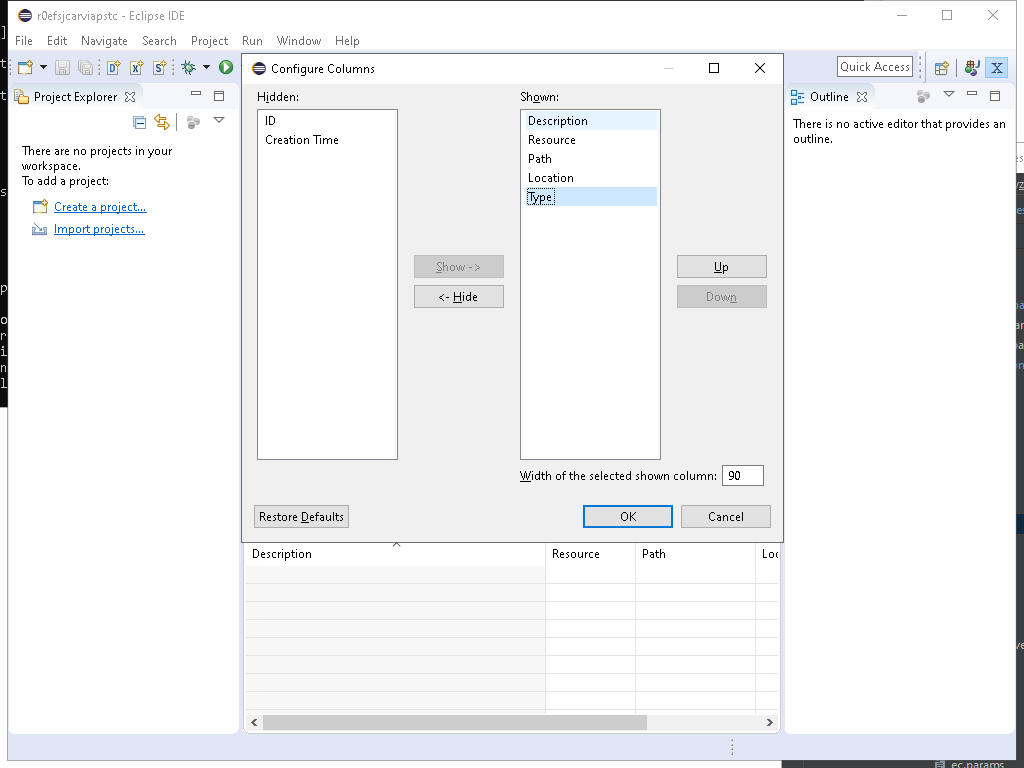 r0efsjcarviapstc - Eclipse IDE
File Edit Navigate Search Project Run Window Help
Quick Access
Project Explorer
There are no projects in your
workspace.
To add a project:
Create a project...
Import projects...
Configure Columns
Hidden:
ID
Creation Time
Show ->
<- Hide
Shown:
Description
Resource
Path
Location
Type
Up
Down
Width of the selected shown column: 90
Restore Defaults
OK
Cancel
Description Resource Path Loc
Outline
There is no active editor that provides an
outline.
ec.params